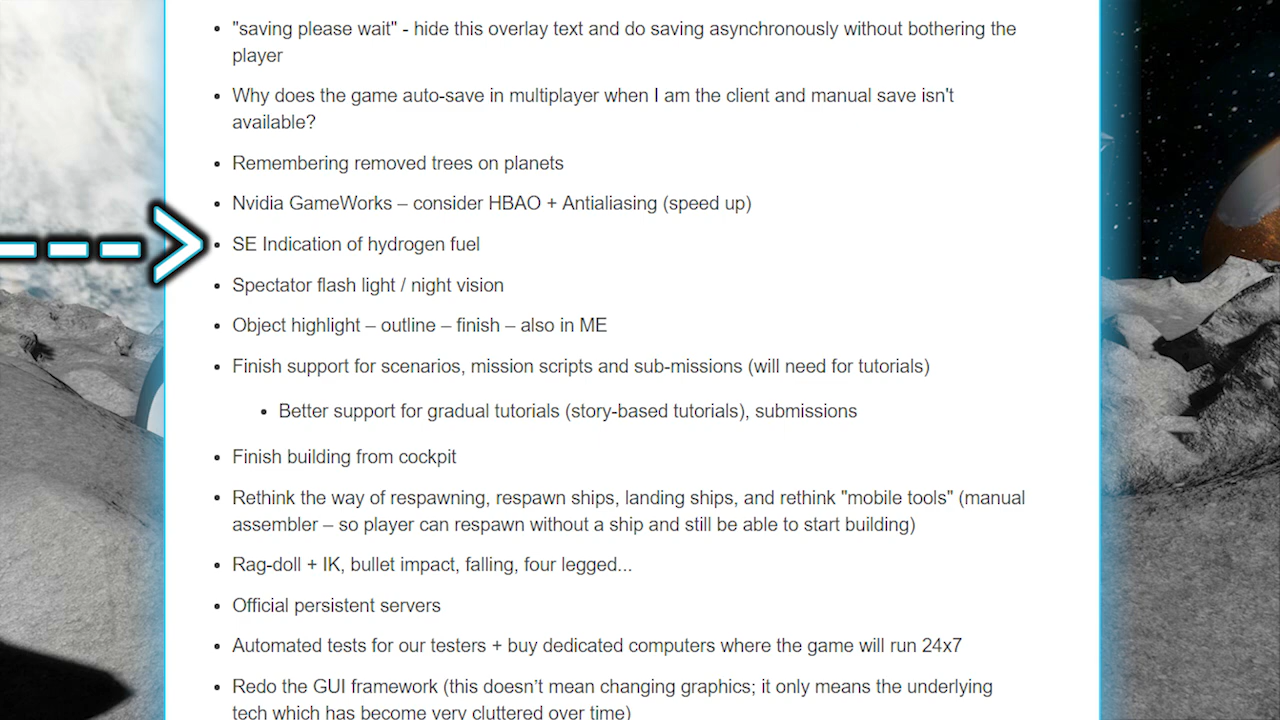 "saving please wait" - hide this overlay text and do saving asynchronously without bothering the
player
Why does the game auto-save in multiplayer when I am the client and manual save isn't
available?
Remembering removed trees on planets
Nvidia GameWorks – consider HBAO + Antialiasing (speed up)
SE Indication of hydrogen fuel
Spectator flash light / night vision
Object highlight – outline – finish – also in ME
Finish support for scenarios, mission scripts and sub-missions (will need for tutorials)
Better support for gradual tutorials (story-based tutorials), submissions
Finish building from cockpit
Rethink the way of respawning, respawn ships, landing ships, and rethink "mobile tools" (manual
assembler – so player can respawn without a ship and still be able to start building)
Rag-doll + IK, bullet impact, falling, four legged...
Official persistent servers
Automated tests for our testers + buy dedicated computers where the game will run 24x7
Redo the GUI framework (this doesn’t mean changing graphics; it only means the underlying
tech which has become very cluttered over time)